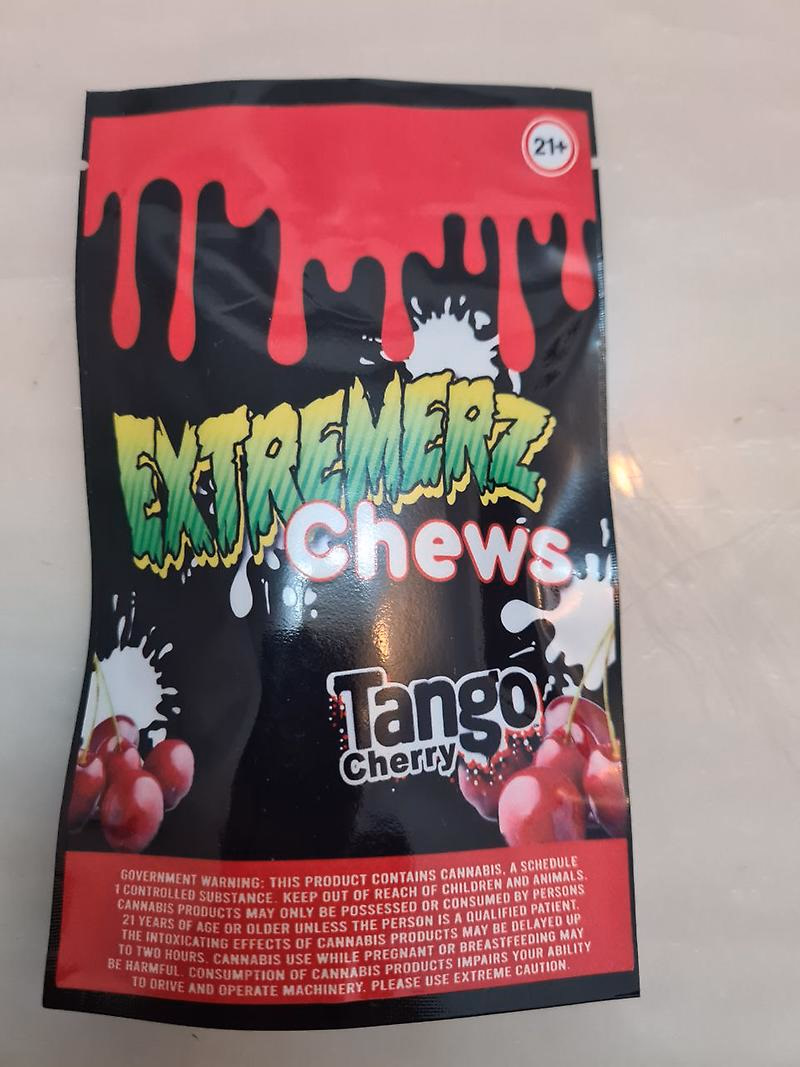 21+
EXTREMERZ
Chews
Tango
Cherry
GOVERNMENT WARNING: THIS PRODUCT CONTAINS CANNABIS, A SCHEDULE
1 CONTROLLED SUBSTANCE. KEEP OUT OF REACH OF CHILDREN AND ANIMALS.
CANNABIS PRODUCTS MAY ONLY BE POSSESSED OR CONSUMED BY PERSONS
21 YEARS OF AGE OR OLDER UNLESS THE PERSON IS A QUALIFIED PATIENT.
THE INTOXICATING EFFECTS OF CANNABIS PRODUCTS MAY BE DELAYED UP
TO TWO HOURS. CANNABIS USE WHILE PREGNANT OR BREASTFEEDING MAY
BE HARMFUL. CONSUMPTION OF CANNABIS PRODUCTS IMPAIRS YOUR ABILITY
TO DRIVE AND OPERATE MACHINERY. PLEASE USE EXTREME CAUTION.